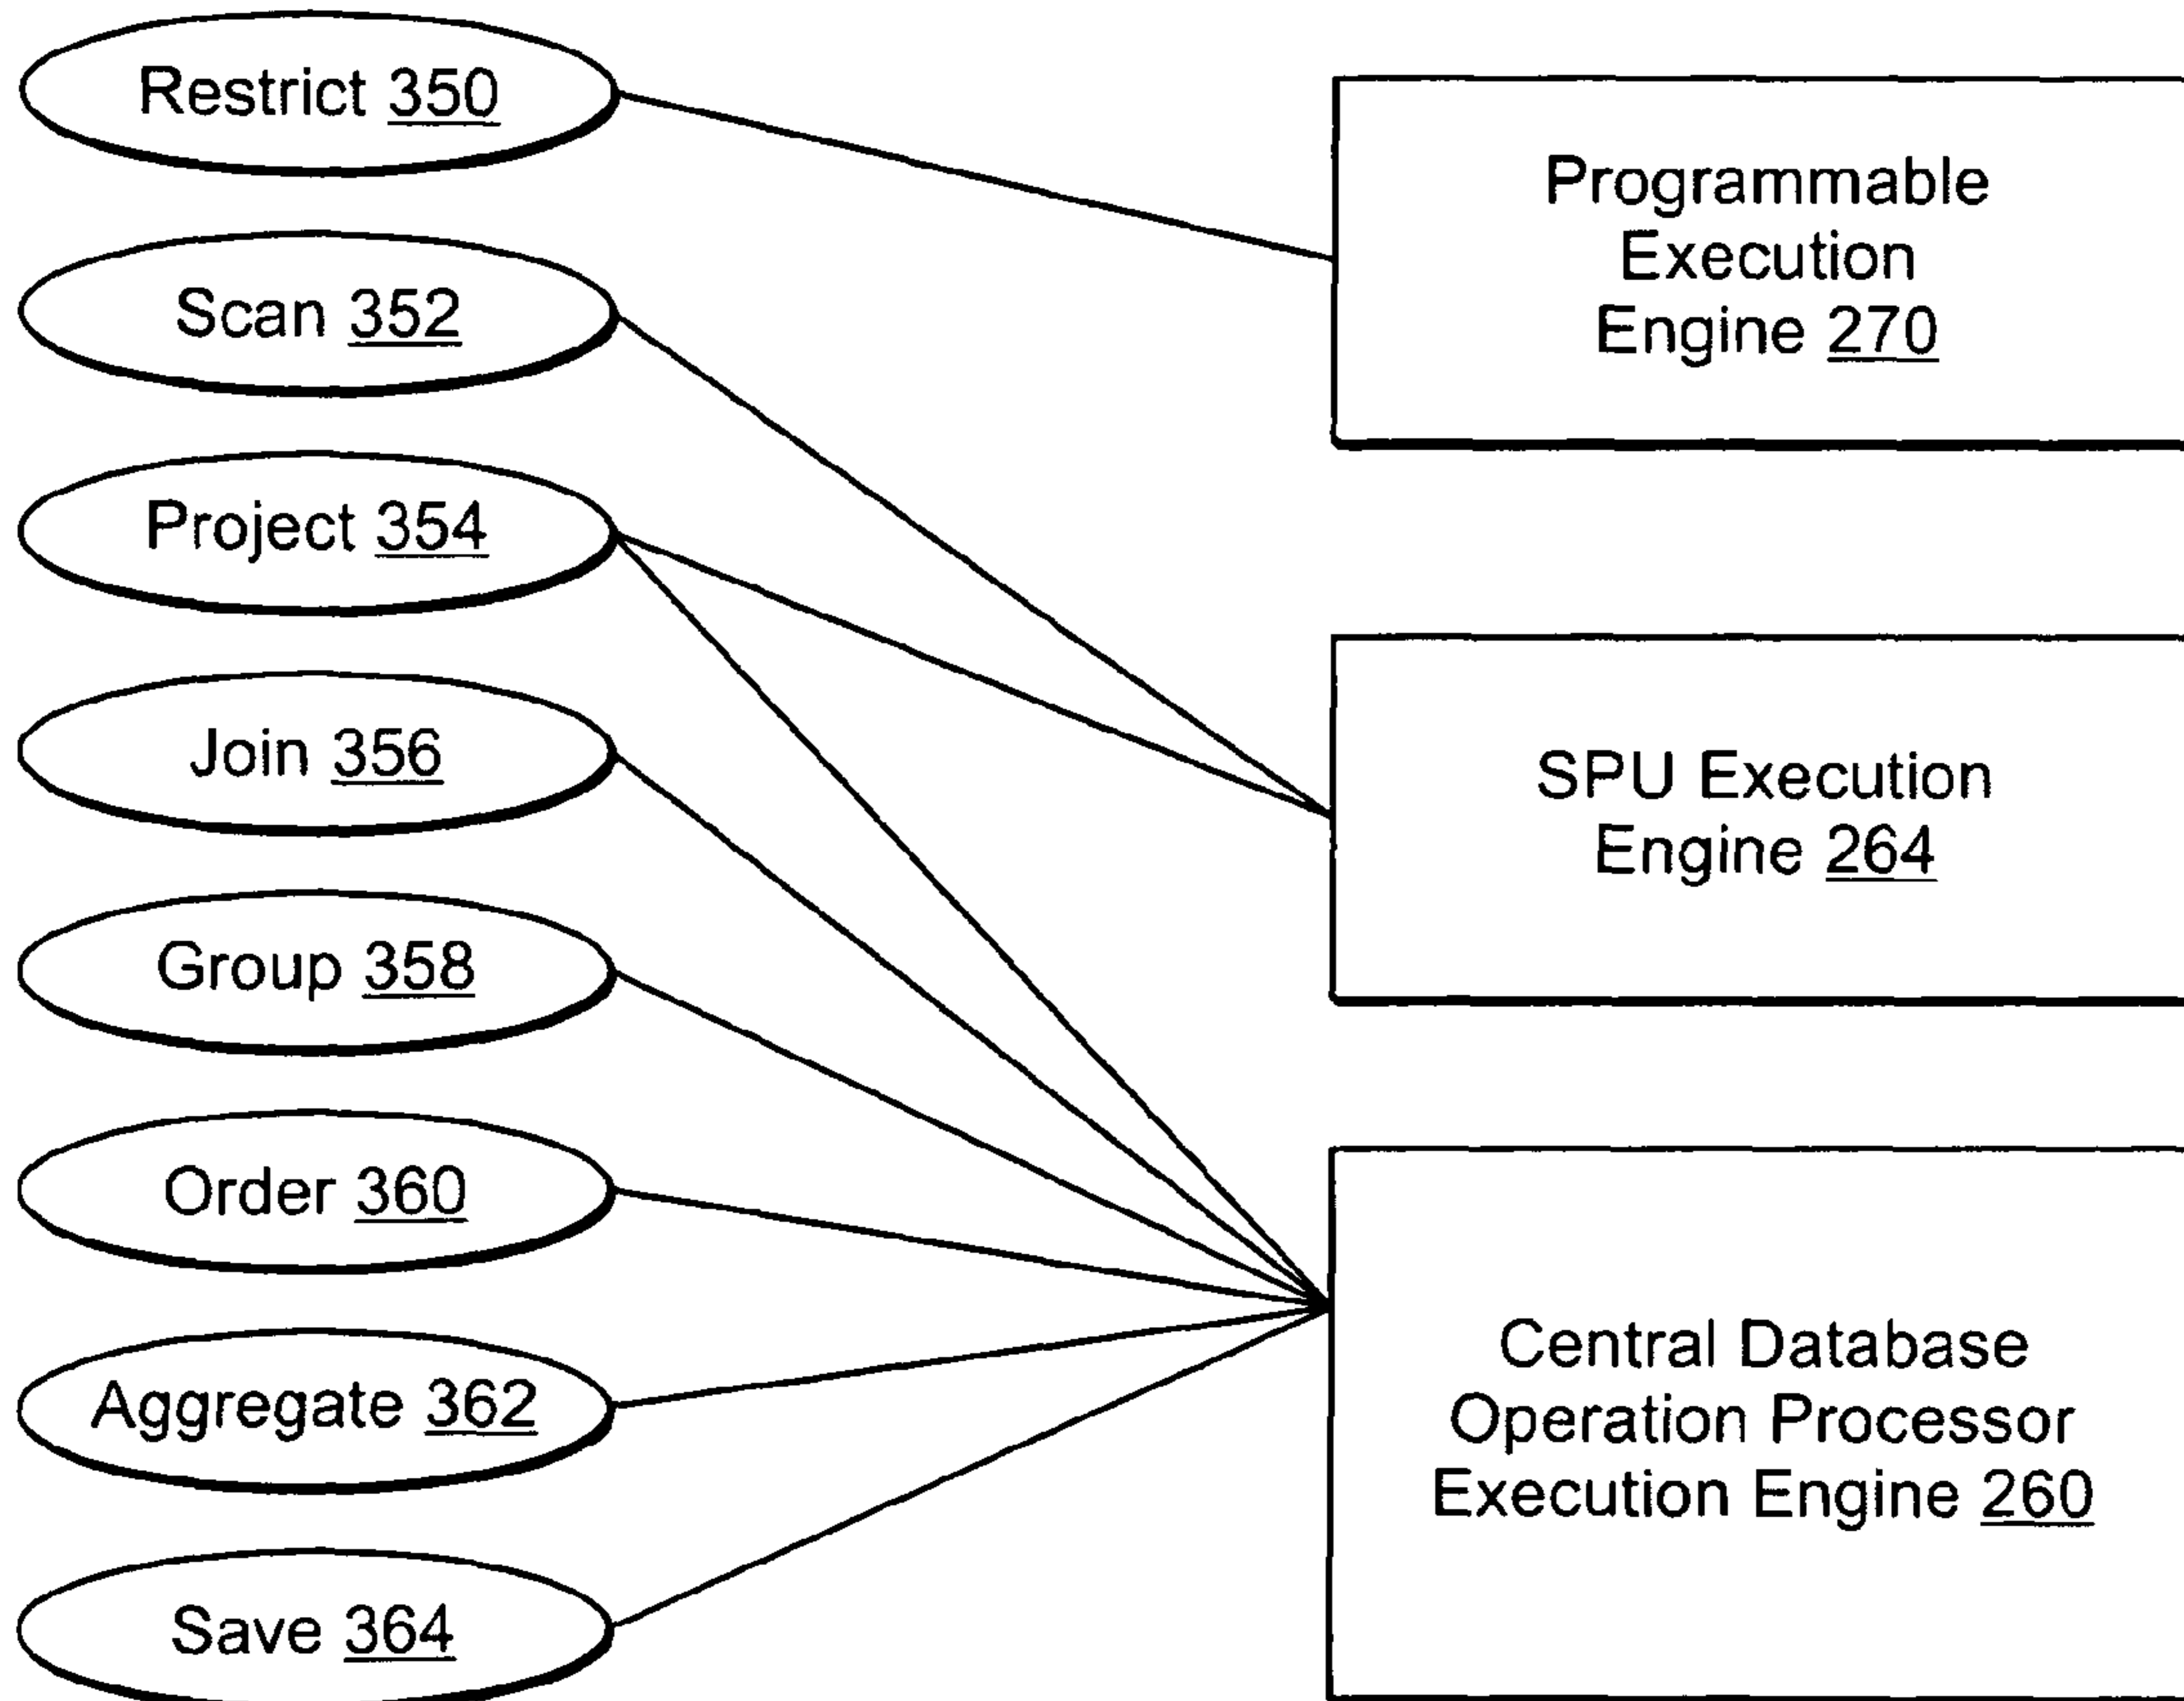 Restrict 350
Scan 352
Project 354
Join 356
Group 358
Order 360
Aggregate 362
Save 364
Programmable
Execution
Engine 270
SPU Execution
Engine 264
Central Database
Operation Processor
Execution Engine 260